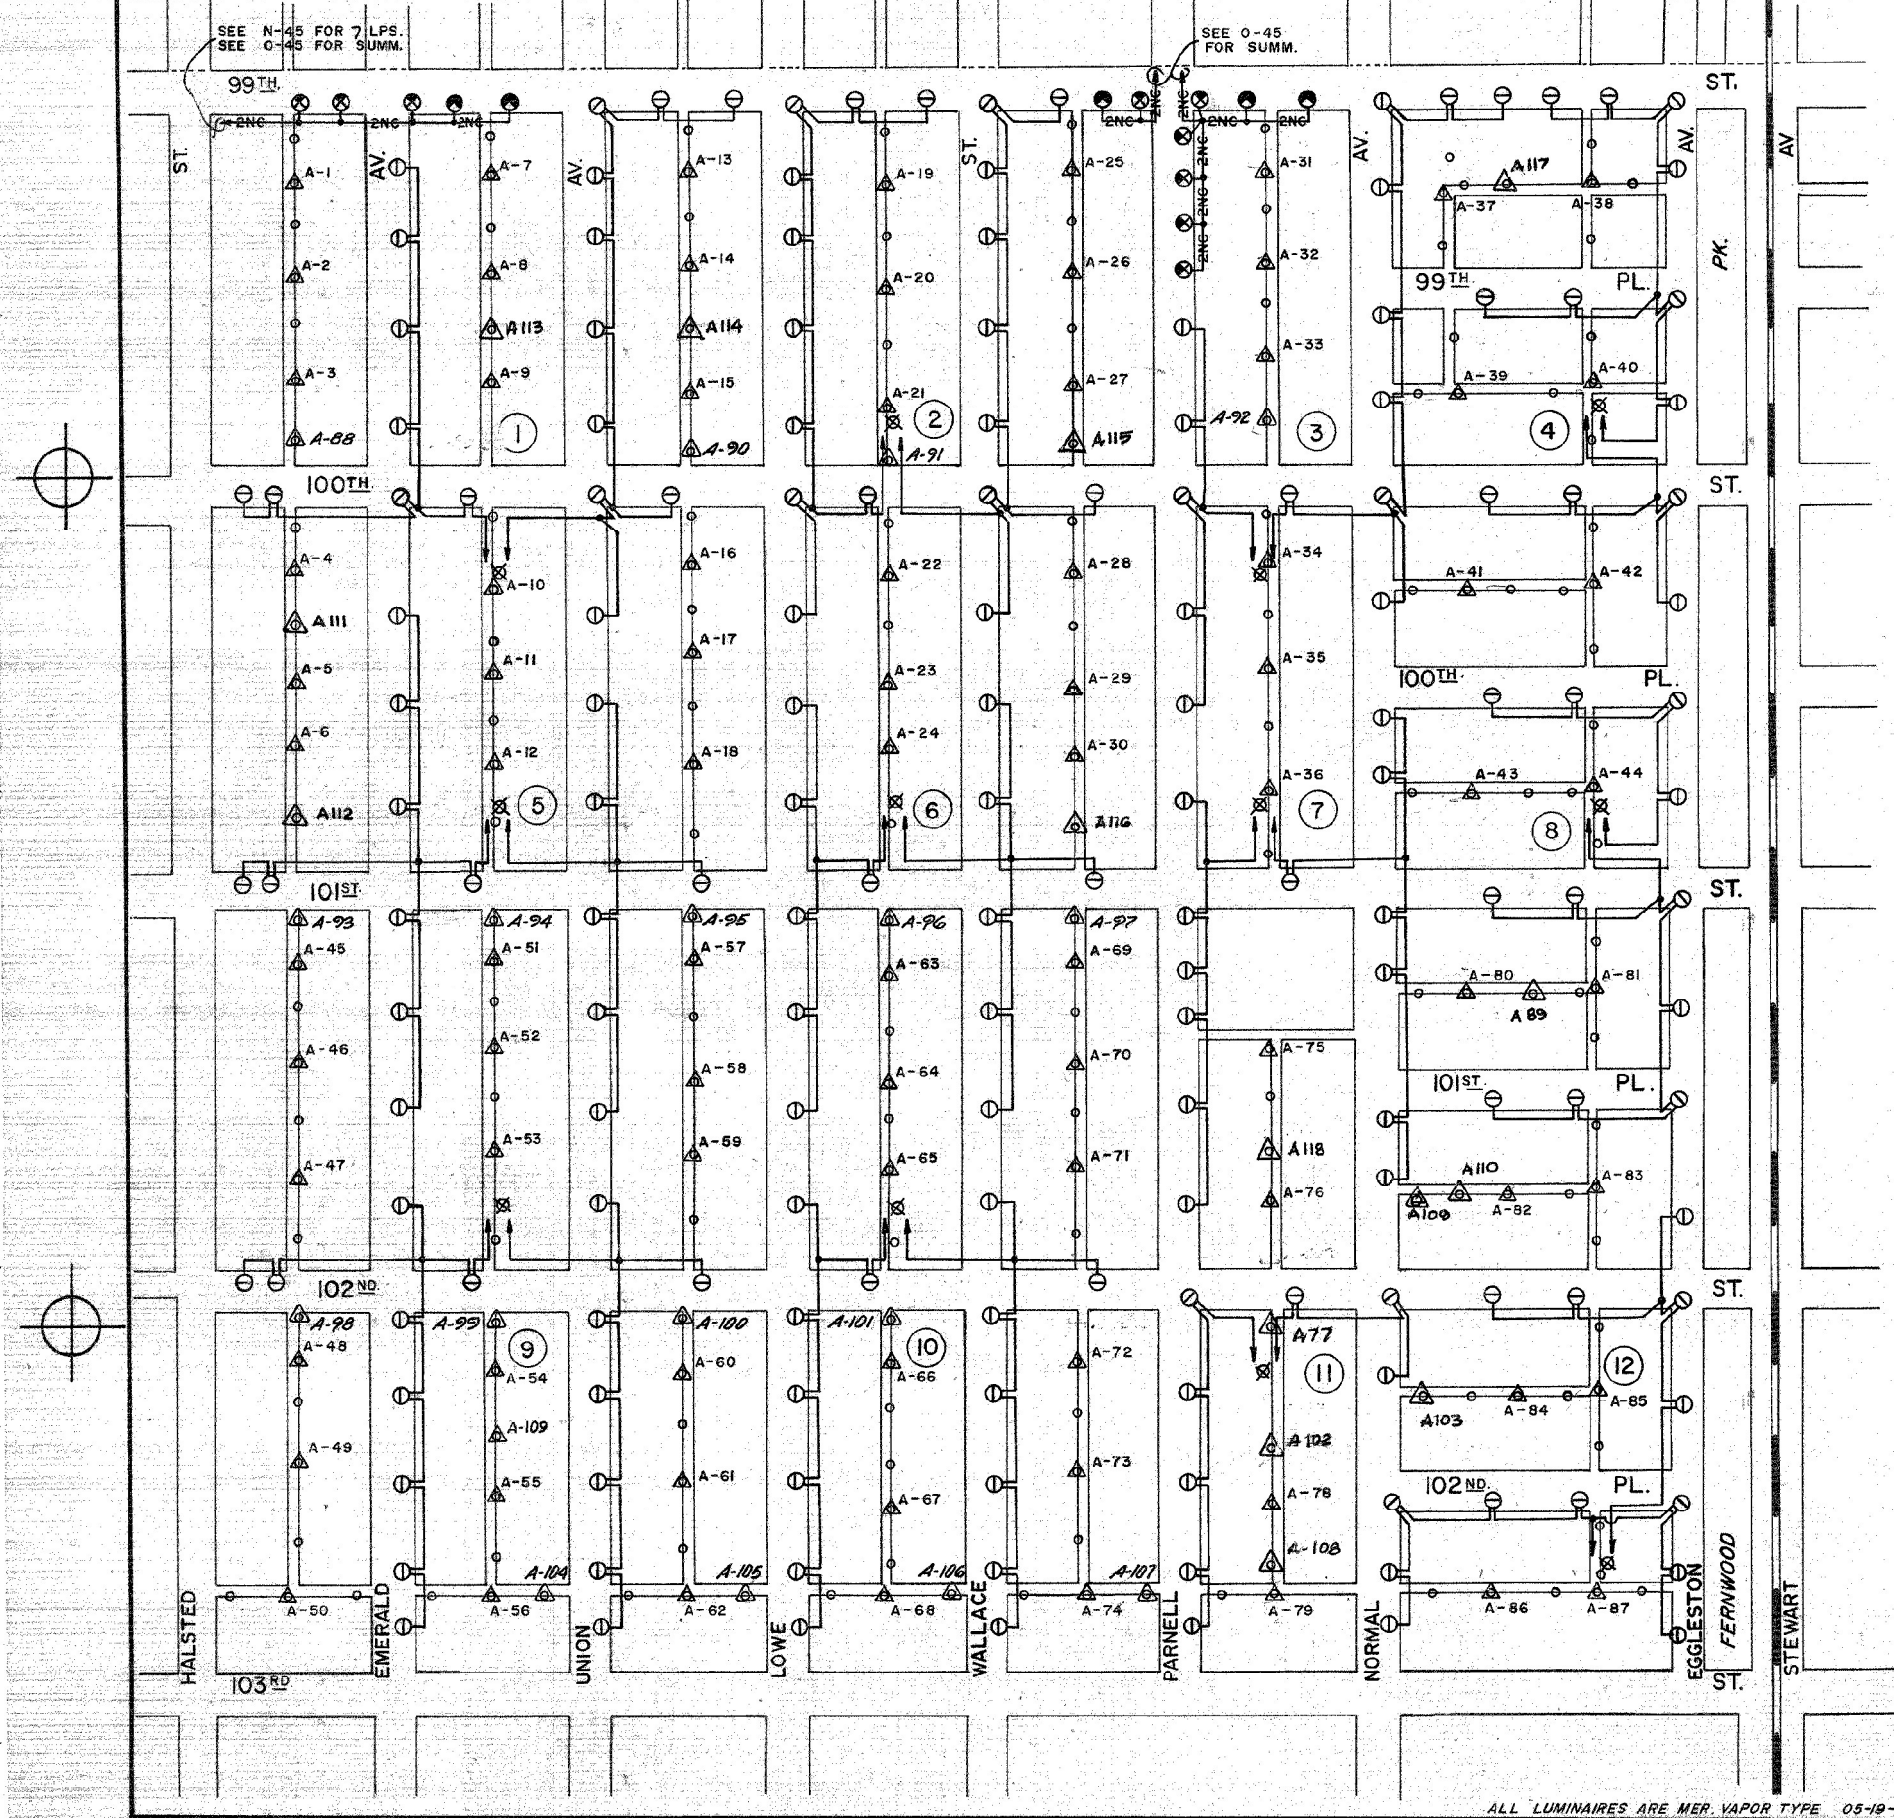 SEE N-45 FOR 7 LPS.
SEE O-45 FOR SUMM.
SEE O-45
FOR SUMM.
99TH. ST.
2NC 2NC 2NC 2NC 2NC 2NC 2NC 2NC
2NC 2NC 2NC
ST. AV. AV. ST. AV. AV. AV
A-1 A-7 A-13 A-19 A-25 A-31 A-37 A117 A-38
A-2 A-8 A-14 A-20 A-26 A-32
PK.
99TH PL.
A113 A114 A-33
A-3 A-9 A-15 A-21 A-27 A-39 A-40
A-88 1 A-90 2 A-91 A115 A-92 3 4
100TH ST.
A-4 A-10 A-16 A-22 A-28 A-34 A-41 A-42
A111
A-5 A-11 A-17 A-23 A-29 A-35
100TH. PL.
A-6 A-12 A-18 A-24 A-30 A-36 A-43 A-44
A112 5 6 A116 7 8
101ST. ST.
A-93 A-94 A-95 A-96 A-97
A-45 A-51 A-57 A-63 A-69 A-80 A-81
A 89
A-46 A-52 A-58 A-64 A-70 A-75
101ST. PL.
A-47 A-53 A-59 A-65 A-71 A118 A110 A-83
A-76 A-82
102ND. ST.
A-98 A-99 A-100 A-101 A77
A-48 9 A-54 A-60 10 A-66 A-72 11 12
A103 A-84 A-85
A-49 A-109 A-61 A-73 A-102
A-55 A-67 A-78
102ND. PL.
A-104 A-105 A-106 A-107 A-108
A-50 A-56 A-62 A-68 A-74 A-79 A-86 A-87
HALSTED EMERALD UNION LOWE WALLACE PARNELL NORMAL EGGLESTON FERNWOOD STEWART
103RD ST.
ALL LUMINAIRES ARE MER. VAPOR TYPE 05-19-